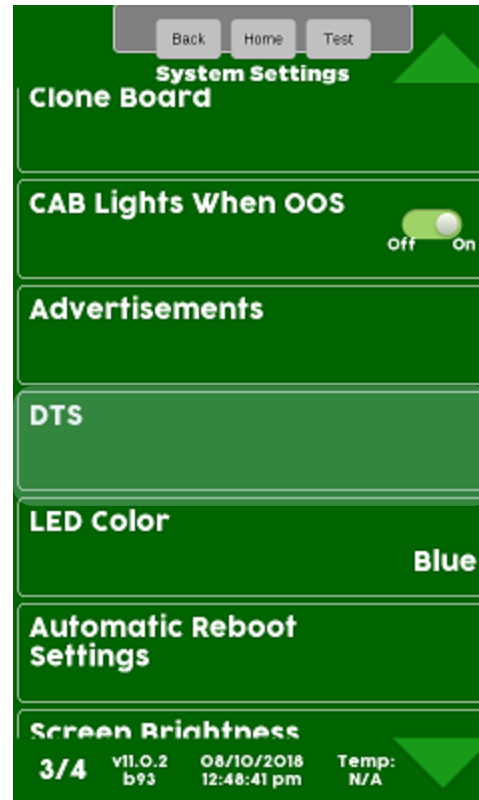 Back Home Test
System Settings
Clone Board
CAB Lights When OOS
Off On
Advertisements
DTS
LED Color
Blue
Automatic Reboot
Settings
Screen Brightness
3/4 v11.0.2 08/10/2018 Temp:
b93 12:48:41 pm N/A